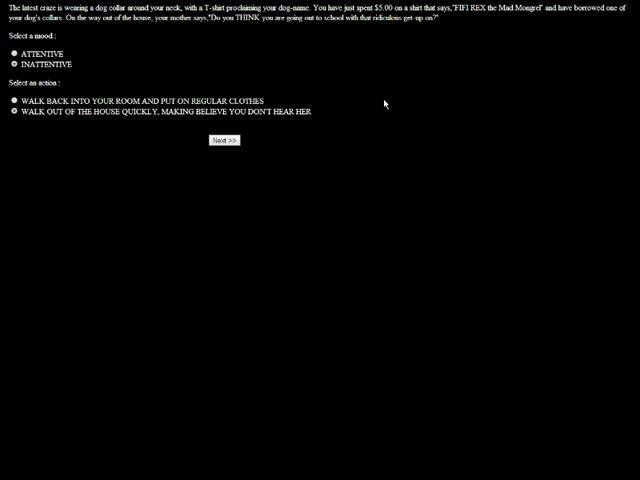 The latest craze is wearing a dog collar around your neck, with a T-shirt proclaiming your dog-name. You have just spent $5.00 on a shirt that says,"FIFI REX the Mad Mongrel" and have borrowed one of
your dog's collars. On the way out of the house, your mother says,"Do you THINK you are going out to school with that ridiculous get-up on?"
Select a mood :
ATTENTIVE
INATTENTIVE
Select an action :
WALK BACK INTO YOUR ROOM AND PUT ON REGULAR CLOTHES
WALK OUT OF THE HOUSE QUICKLY, MAKING BELIEVE YOU DON'T HEAR HER
Next >>